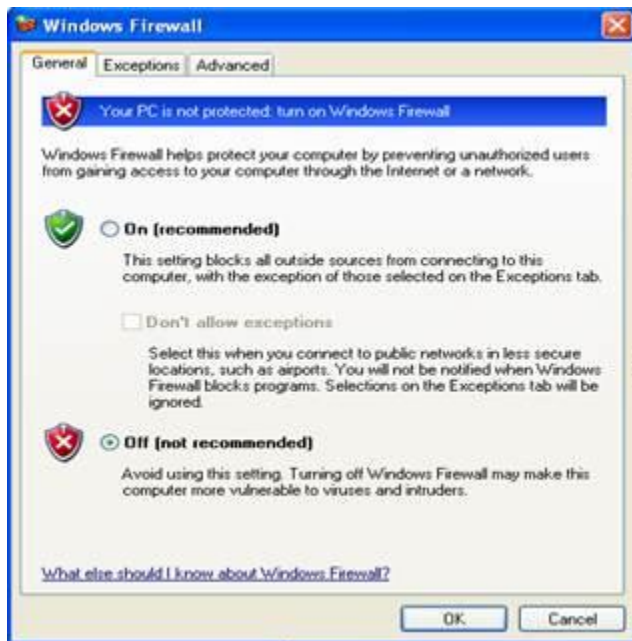 Windows Firewall
General Exceptions Advanced
Your PC is not protected: turn on Windows Firewall
Windows Firewall helps protect your computer by preventing unauthorized users
from gaining access to your computer through the Internet or a network.
On (recommended)
This setting blocks all outside sources from connecting to this
computer, with the exception of those selected on the Exceptions tab.
Don't allow exceptions
Select this when you connect to public networks in less secure
locations, such as airports. You will not be notified when Windows
Firewall blocks programs. Selections on the Exceptions tab will be
ignored.
Off (not recommended)
Avoid using this setting. Turning off Windows Firewall may make this
computer more vulnerable to viruses and intruders.
What else should I know about Windows Firewall?
OK Cancel